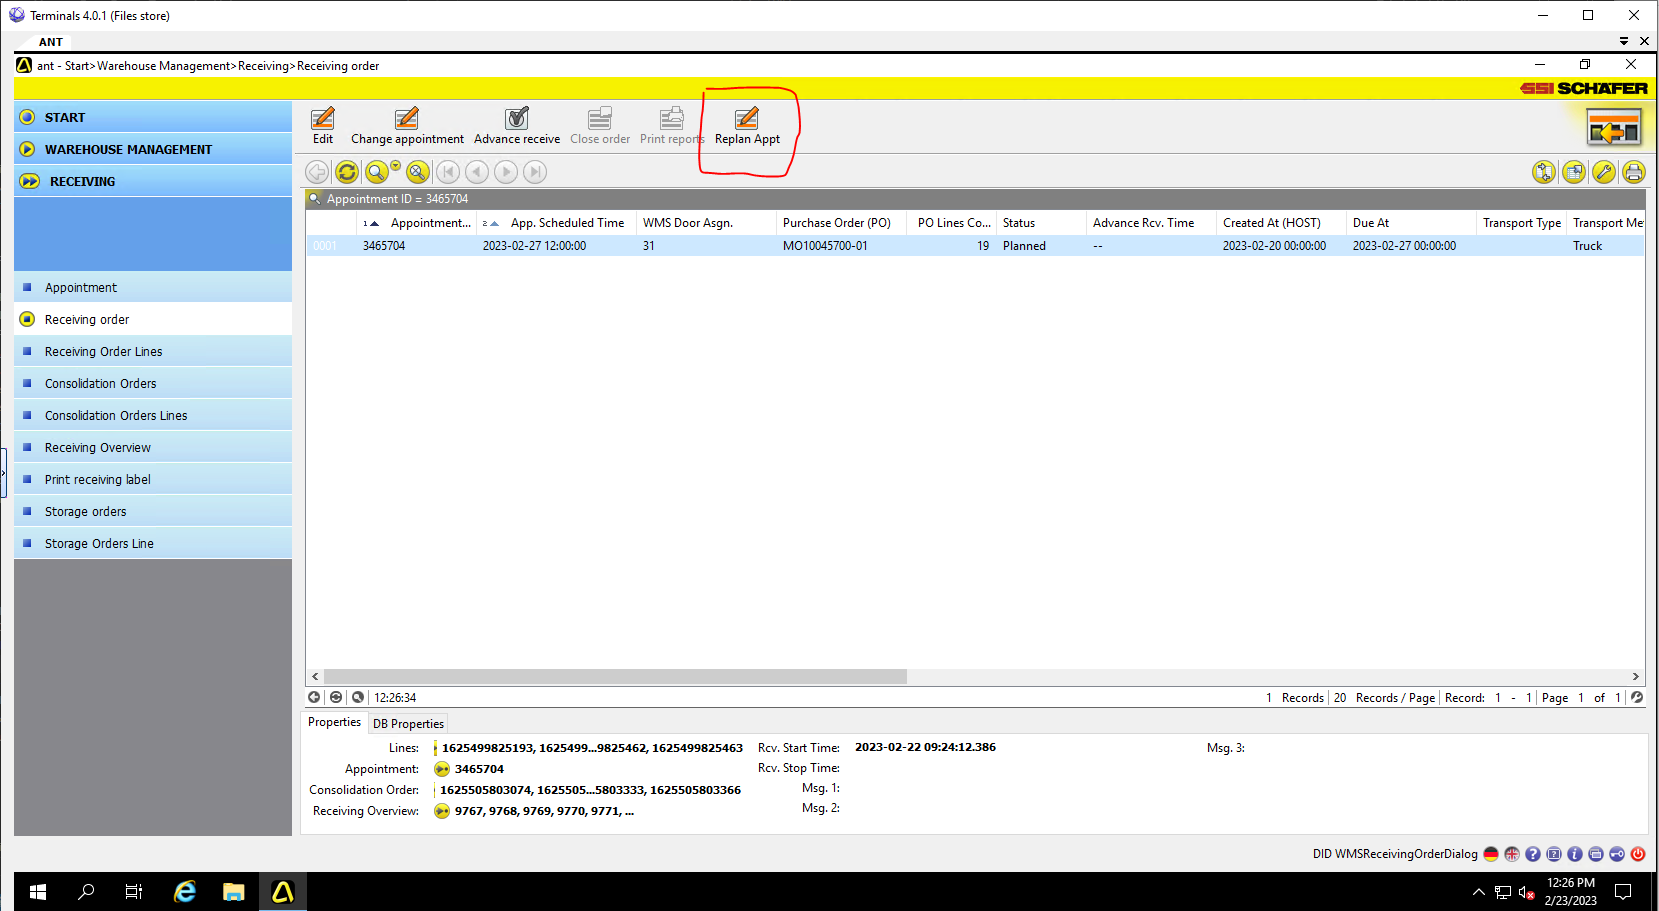 Terminals 4.0.1 (Files store)
ANT
ant - Start>Warehouse Management>Receiving>Receiving order
SSI SCHÄFER
START
WAREHOUSE MANAGEMENT
RECEIVING
Edit
Change appointment
Advance receive
Close order
Print reports
Replan Appt
Appointment ID = 3465704
1 Appointment... 2 App. Scheduled Time WMS Door Asgn. Purchase Order (PO) PO Lines Co... Status Advance Rcv. Time Created At (HOST) Due At Transport Type Transport Me
0001 3465704 2023-02-27 12:00:00 31 MO10045700-01 19 Planned -- 2023-02-20 00:00:00 2023-02-27 00:00:00 Truck
Appointment
Receiving order
Receiving Order Lines
Consolidation Orders
Consolidation Orders Lines
Receiving Overview
Print receiving label
Storage orders
Storage Orders Line
12:26:34
1 Records 20 Records / Page Record: 1 - 1 Page 1 of 1
Properties DB Properties
Lines: 1625499825193, 1625499...9825462, 1625499825463 Rcv. Start Time: 2023-02-22 09:24:12.386 Msg. 3:
Appointment: 3465704 Rcv. Stop Time:
Consolidation Order: 1625505803074, 1625505...5803333, 1625505803366 Msg. 1:
Receiving Overview: 9767, 9768, 9769, 9770, 9771, ... Msg. 2:
DID WMSReceivingOrderDialog
12:26 PM
2/23/2023